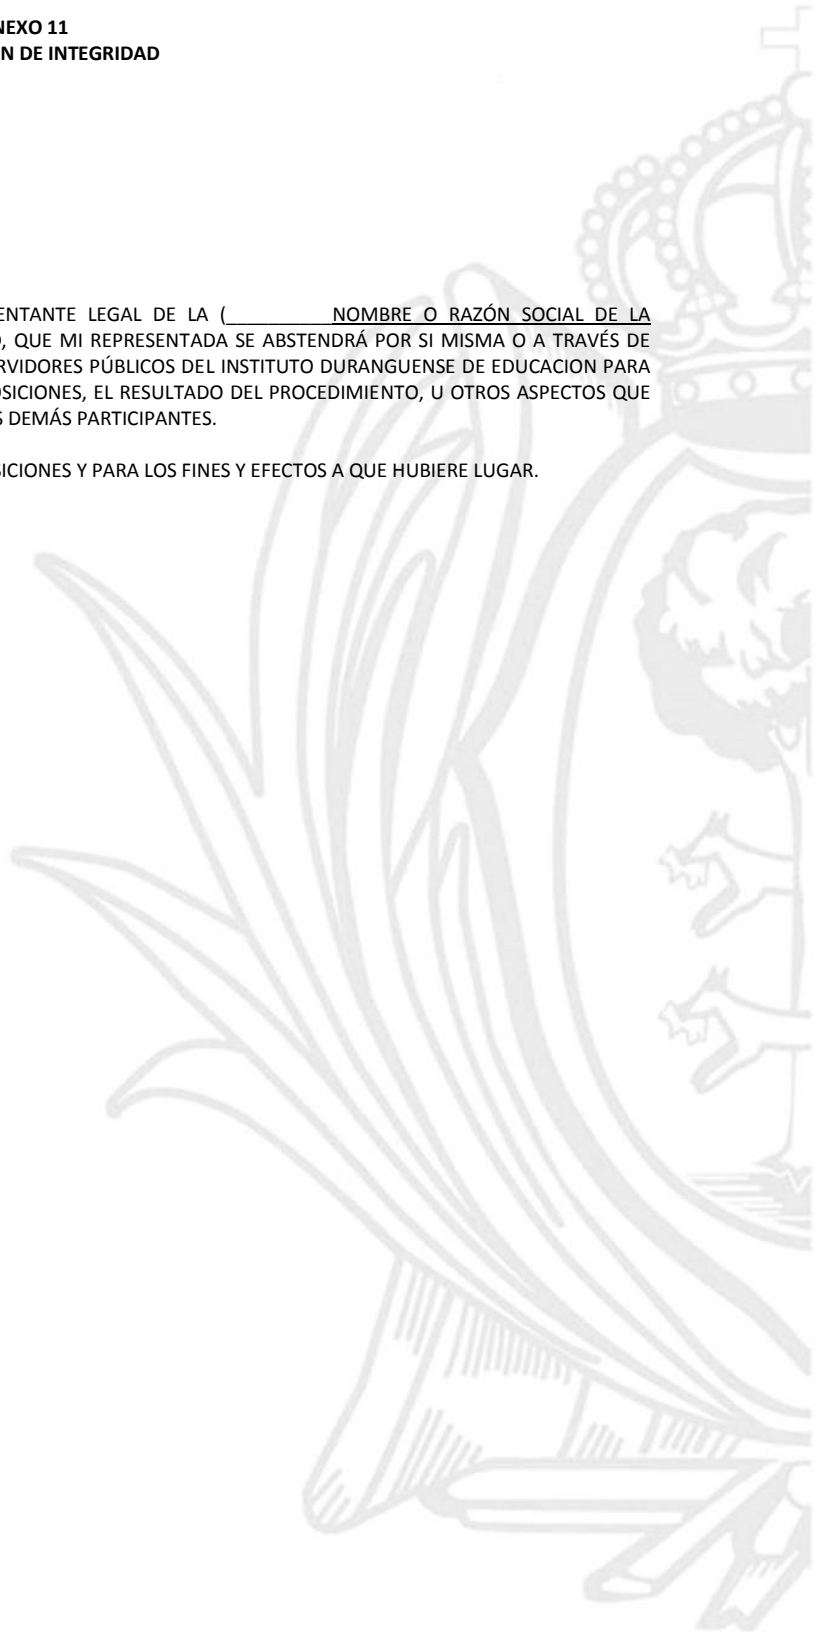 NEXO 11
N DE INTEGRIDAD
ENTANTE LEGAL DE LA (__________NOMBRE O RAZÓN SOCIAL DE LA
O, QUE MI REPRESENTADA SE ABSTENDRÁ POR SI MISMA O A TRAVÉS DE
RVIDORES PÚBLICOS DEL INSTITUTO DURANGUENSE DE EDUCACION PARA
OSICIONES, EL RESULTADO DEL PROCEDIMIENTO, U OTROS ASPECTOS QUE
S DEMÁS PARTICIPANTES.
SICIONES Y PARA LOS FINES Y EFECTOS A QUE HUBIERE LUGAR.